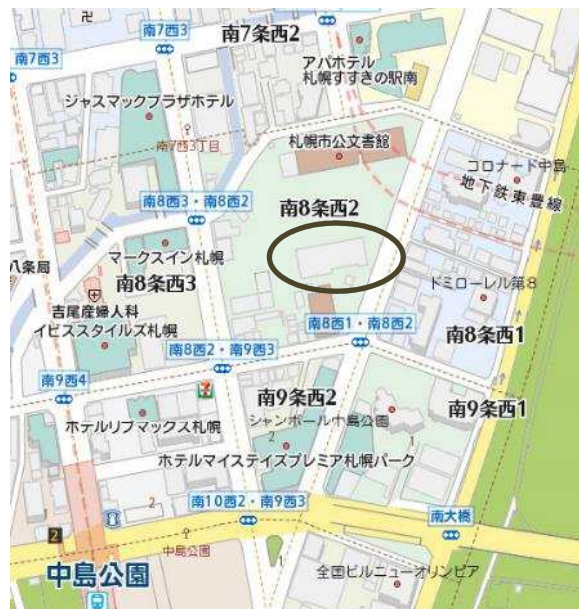 卍
南7西3
南7条西2
南7西3
アパホテル
札幌すすきの駅南
ジャスマックプラザホテル
南7西3丁目
札幌市公文書館
コロナード中島
地下鉄東豊線
南8西3・南8西2
南8条西2
マークスイン札幌
八条局
南8条西3
ドミローレル第8
吉尾産婦人科
イビススタイルズ札幌
南8西1・南8西2
南8条西1
南8西2・南9西3
南9西4
南9条西2
南9条西1
シャンボール中島公園
2
1
ホテルリブマックス札幌
ホテルマイステイズプレミア札幌パーク
2
南10西2・南9西3
南大橋
2
中島公園
1
中島公園
全国ビルニューオリンピア